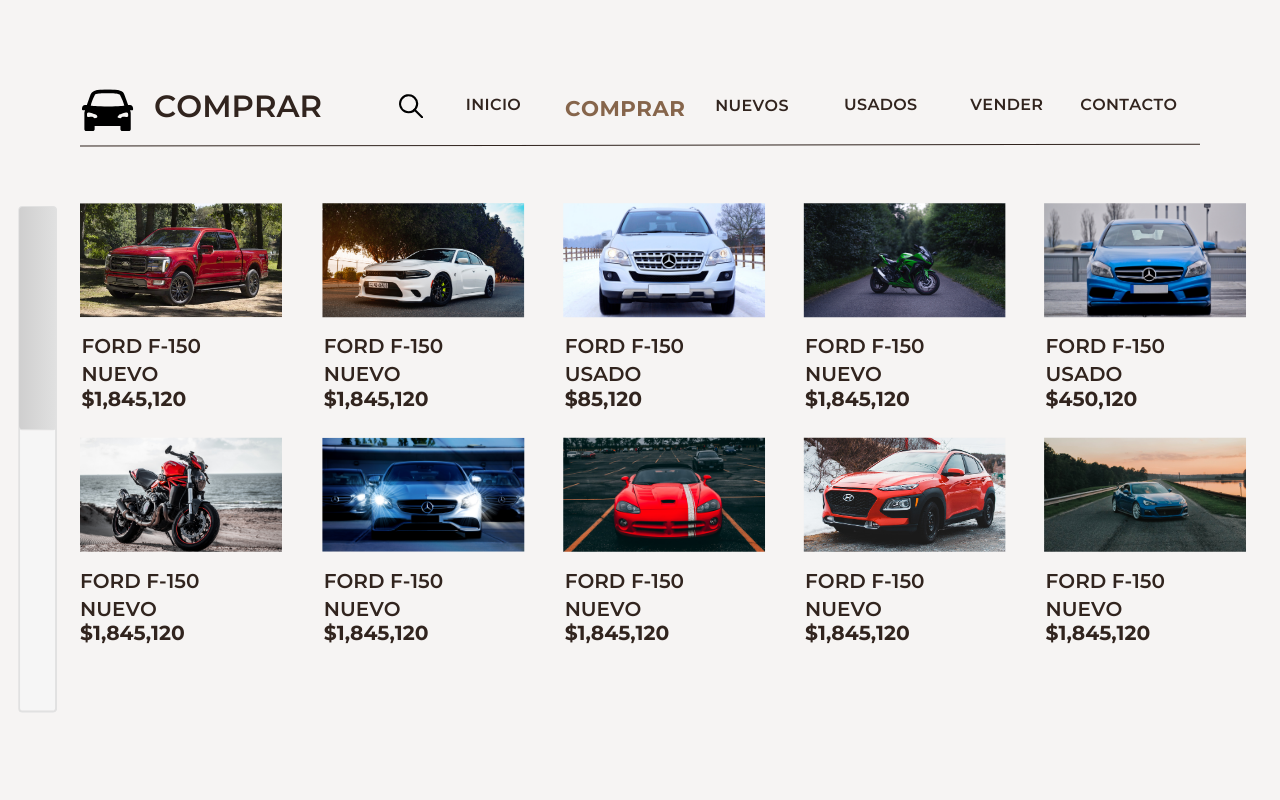 COMPRAR
INICIO
COMPRAR
NUEVOS
USADOS
VENDER
CONTACTO
FORD F-150
NUEVO
$1,845,120
FORD F-150
NUEVO
$1,845,120
FORD F-150
USADO
$85,120
FORD F-150
NUEVO
$1,845,120
FORD F-150
USADO
$450,120
FORD F-150
NUEVO
$1,845,120
FORD F-150
NUEVO
$1,845,120
FORD F-150
NUEVO
$1,845,120
FORD F-150
NUEVO
$1,845,120
FORD F-150
NUEVO
$1,845,120